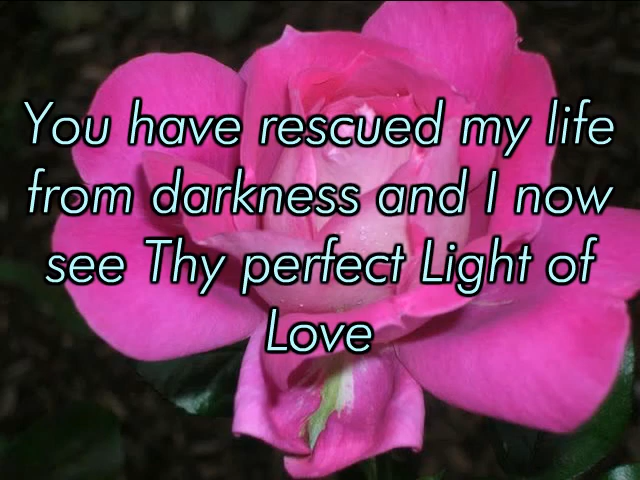 You have rescued my life
from darkness and I now
see Thy perfect Light of
Love